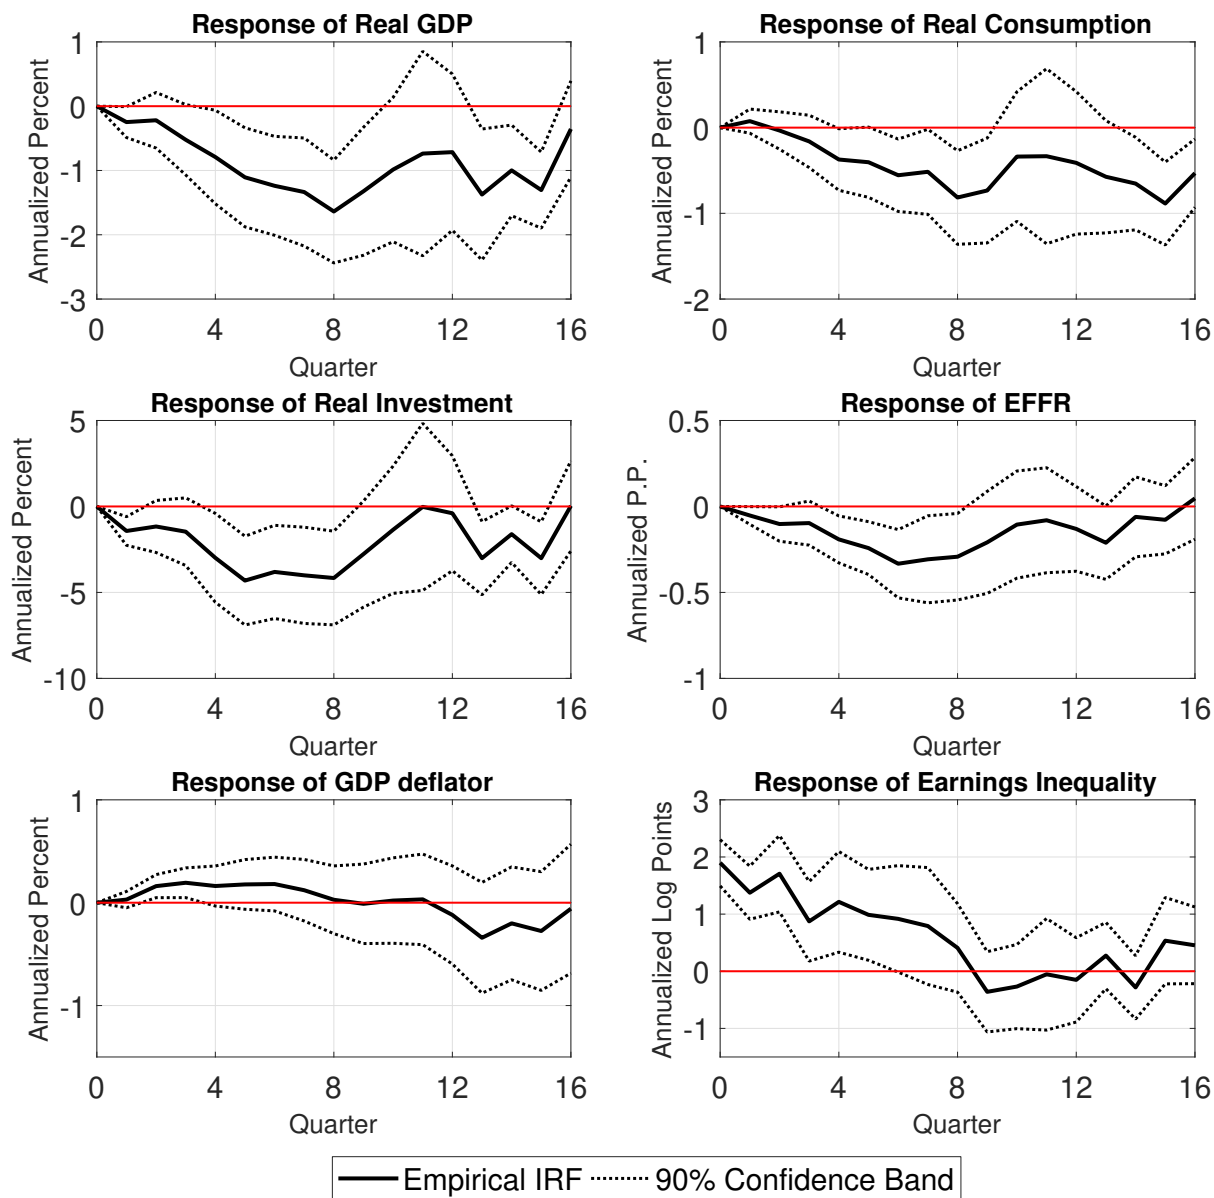 Response of Real GDP
Annualized Percent
1
0
-1
-2
-3
0 4 8 12 16
Quarter
Response of Real Consumption
Annualized Percent
1
0
-1
-2
0 4 8 12 16
Quarter
Response of Real Investment
Annualized Percent
5
0
-5
-10
0 4 8 12 16
Quarter
Response of EFFR
Annualized P.P.
0.5
0
-0.5
-1
0 4 8 12 16
Quarter
Response of GDP deflator
Annualized Percent
1
0
-1
0 4 8 12 16
Quarter
Response of Earnings Inequality
Annualized Log Points
3
2
1
0
-1
0 4 8 12 16
Quarter
Empirical IRF 90% Confidence Band